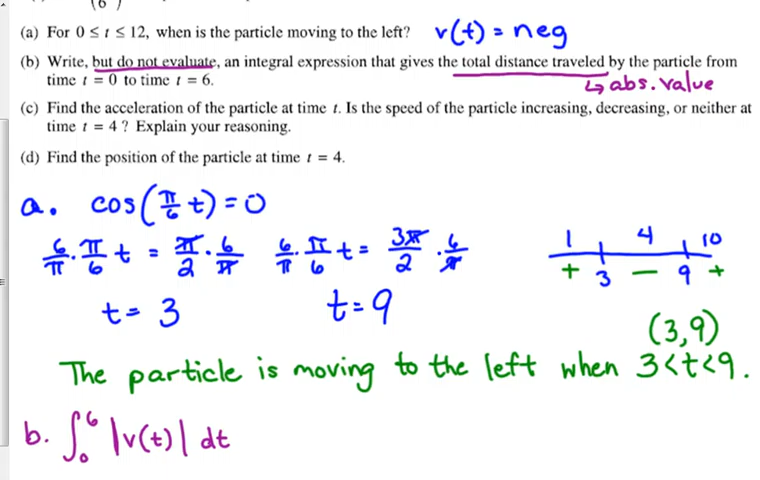 (6
(a) For 0 ≤ t ≤ 12, when is the particle moving to the left? v(t) = neg
(b) Write, but do not evaluate, an integral expression that gives the total distance traveled by the particle from
time t = 0 to time t = 6. ↳ abs. value
(c) Find the acceleration of the particle at time t. Is the speed of the particle increasing, decreasing, or neither at
time t = 4 ? Explain your reasoning.
(d) Find the position of the particle at time t = 4.
a. cos(π/6 t) = 0
6/π · π/6 t = π/2 · 6/π   6/π · π/6 t = 3π/2 · 6/π   1 4 10
+ 3 − 9 +
t = 3   t = 9
(3,9)
The particle is moving to the left when 3 < t < 9.
b. ∫₀⁶ |v(t)| dt